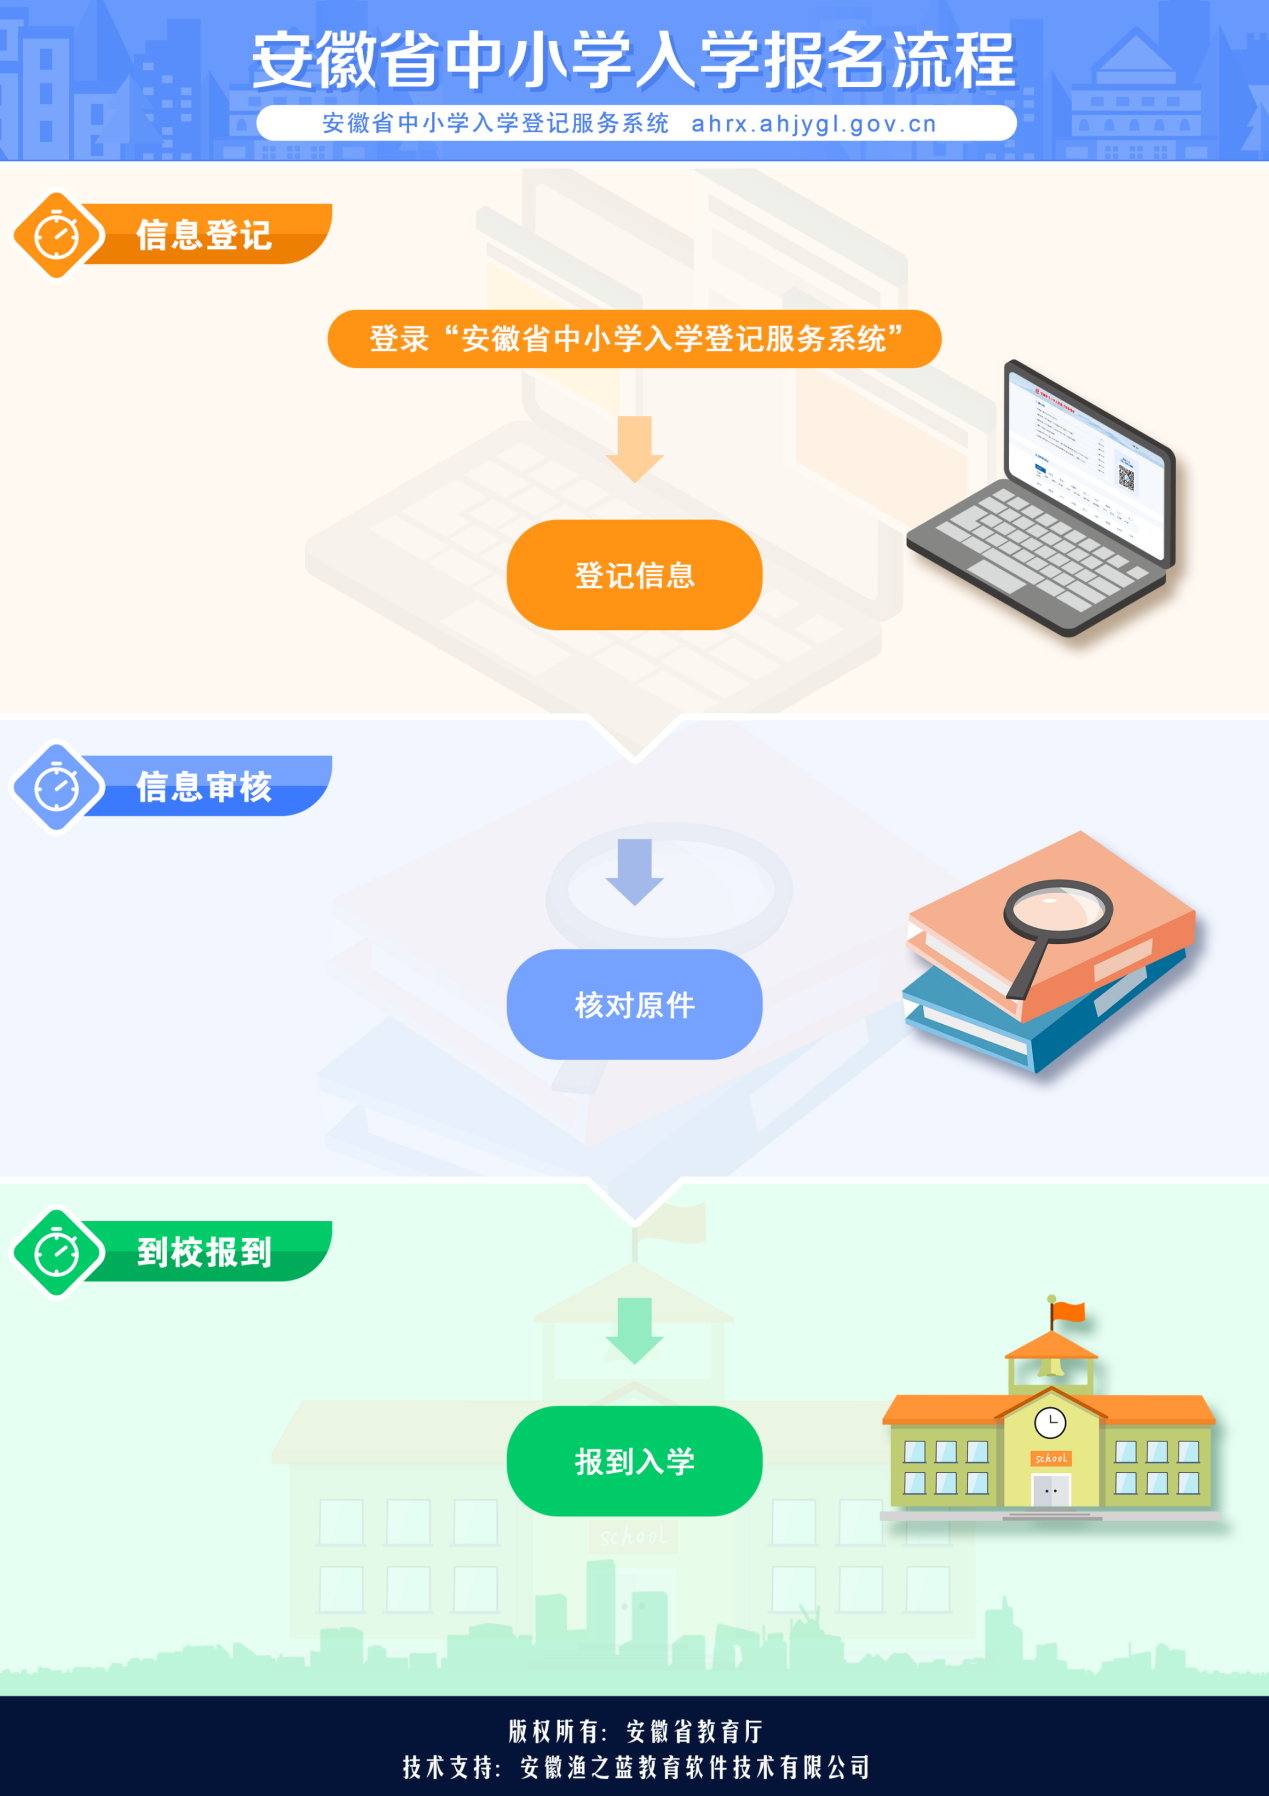 安徽省中小学入学报名流程
安徽省中小学入学登记服务系统 ahrx.ahjygl.gov.cn
信息登记
登录“安徽省中小学入学登记服务系统”
登记信息
信息审核
核对原件
到校报到
school
报到入学
school
版权所有: 安徽省教育厅
技术支持: 安徽渔之蓝教育软件技术有限公司